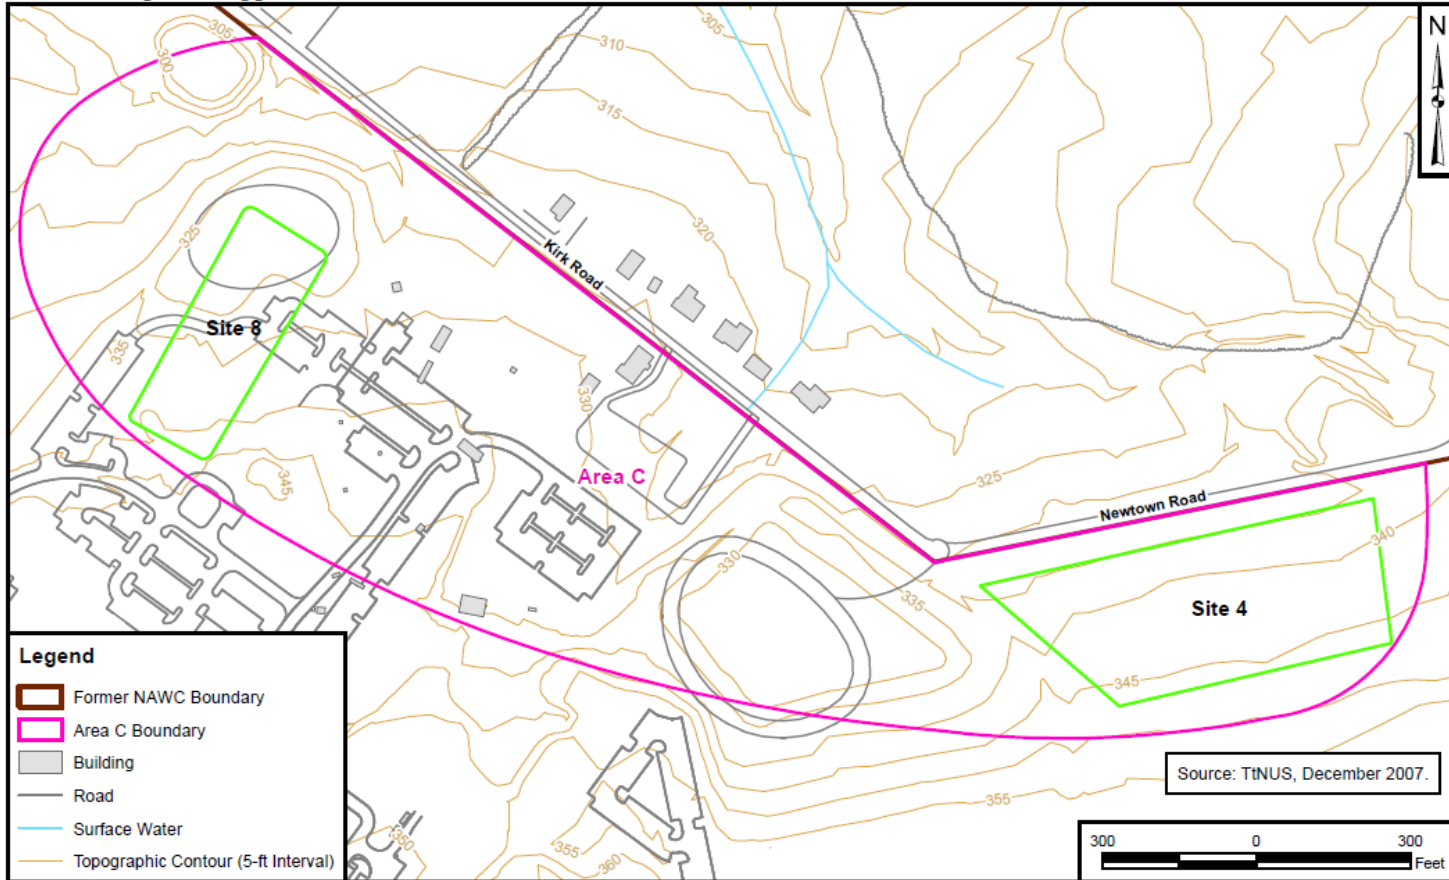 N
305
305
300
310
315
320
325
Kirk Road
Site 8
335
330
Area C
345
325
Newtown Road
340
330
335
Site 4
345
Legend
Former NAWC Boundary
Area C Boundary
Building
Road
Surface Water
Topographic Contour (5-ft Interval)
350
355
360
355
Source: TtNUS, December 2007.
300 0 300
Feet